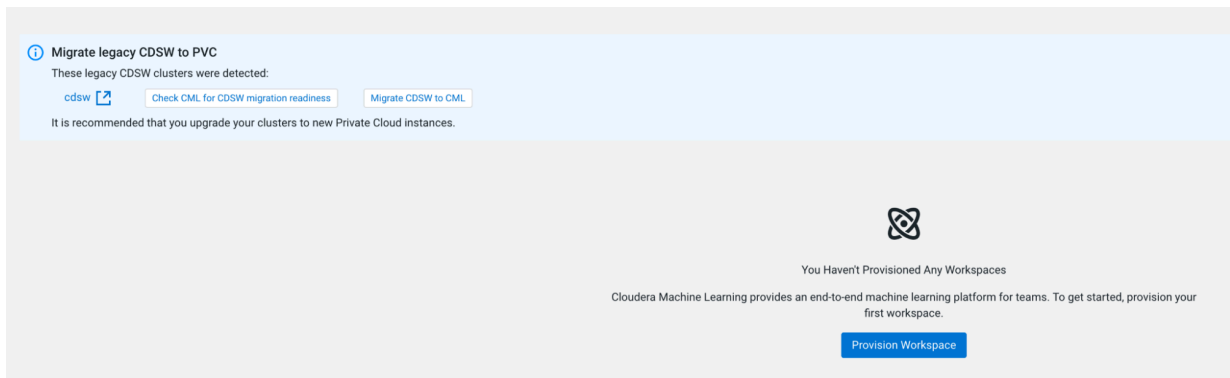 Migrate legacy CDSW to PVC
These legacy CDSW clusters were detected:
cdsw Check CML for CDSW migration readiness Migrate CDSW to CML
It is recommended that you upgrade your clusters to new Private Cloud instances.
You Haven't Provisioned Any Workspaces
Cloudera Machine Learning provides an end-to-end machine learning platform for teams. To get started, provision your
first workspace.
Provision Workspace